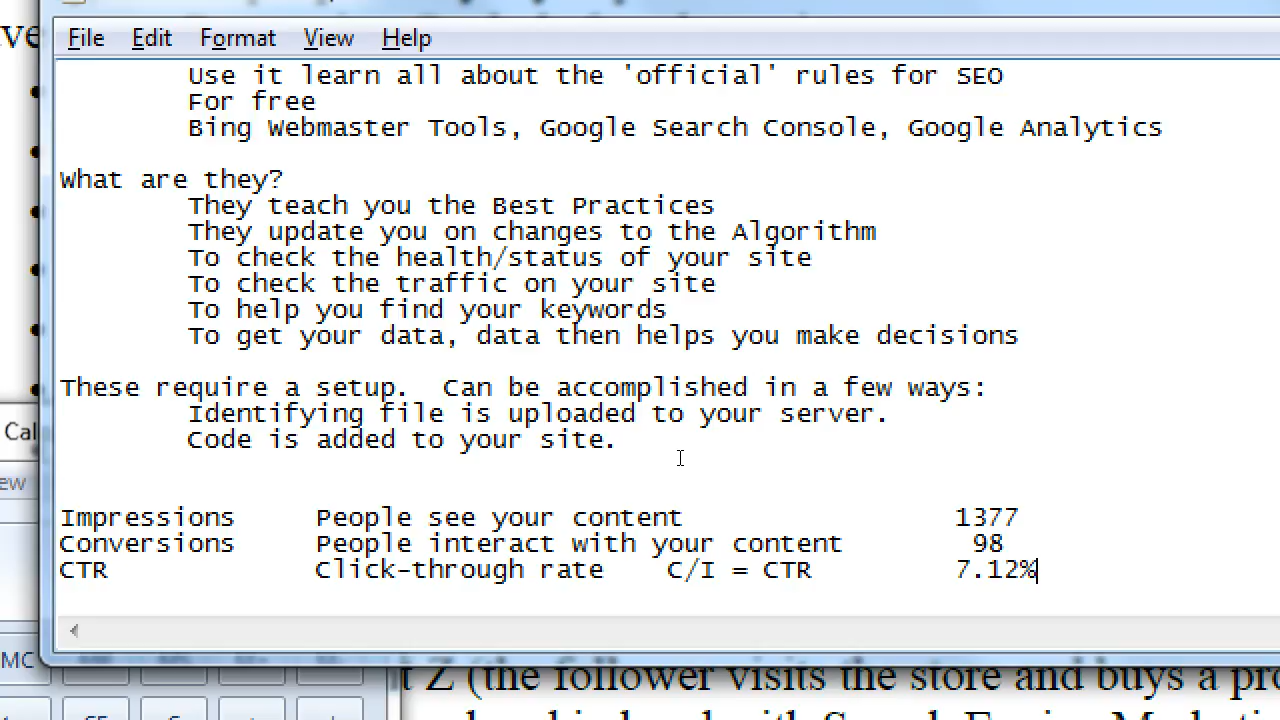 ve
File Edit Format View Help
Use it learn all about the 'official' rules for SEO
For free
Bing Webmaster Tools, Google Search Console, Google Analytics
What are they?
They teach you the Best Practices
They update you on changes to the Algorithm
To check the health/status of your site
To check the traffic on your site
To help you find your keywords
To get your data, data then helps you make decisions
These require a setup. Can be accomplished in a few ways:
Identifying file is uploaded to your server.
Cal
Code is added to your site.
ew
Impressions People see your content 1377
Conversions People interact with your content 98
CTR Click-through rate C/I = CTR 7.12%
MC
t Z (the follower visits the store and buys a pro